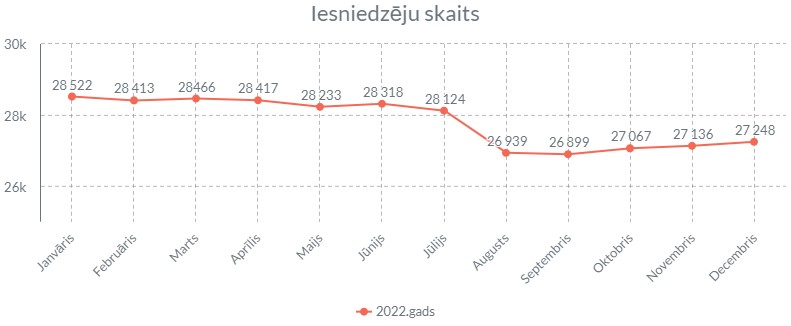 Iesniedzēju skaits
30k
28k
26k
28 522
28 413
28466
28 417
28 233
28 318
28 124
26 939
26 899
27 067
27 136
27 248
Janvāris
Februāris
Marts
Aprīlis
Maijs
Jūnijs
Jūlijs
Augusts
Septembris
Oktobris
Novembris
Decembris
2022.gads